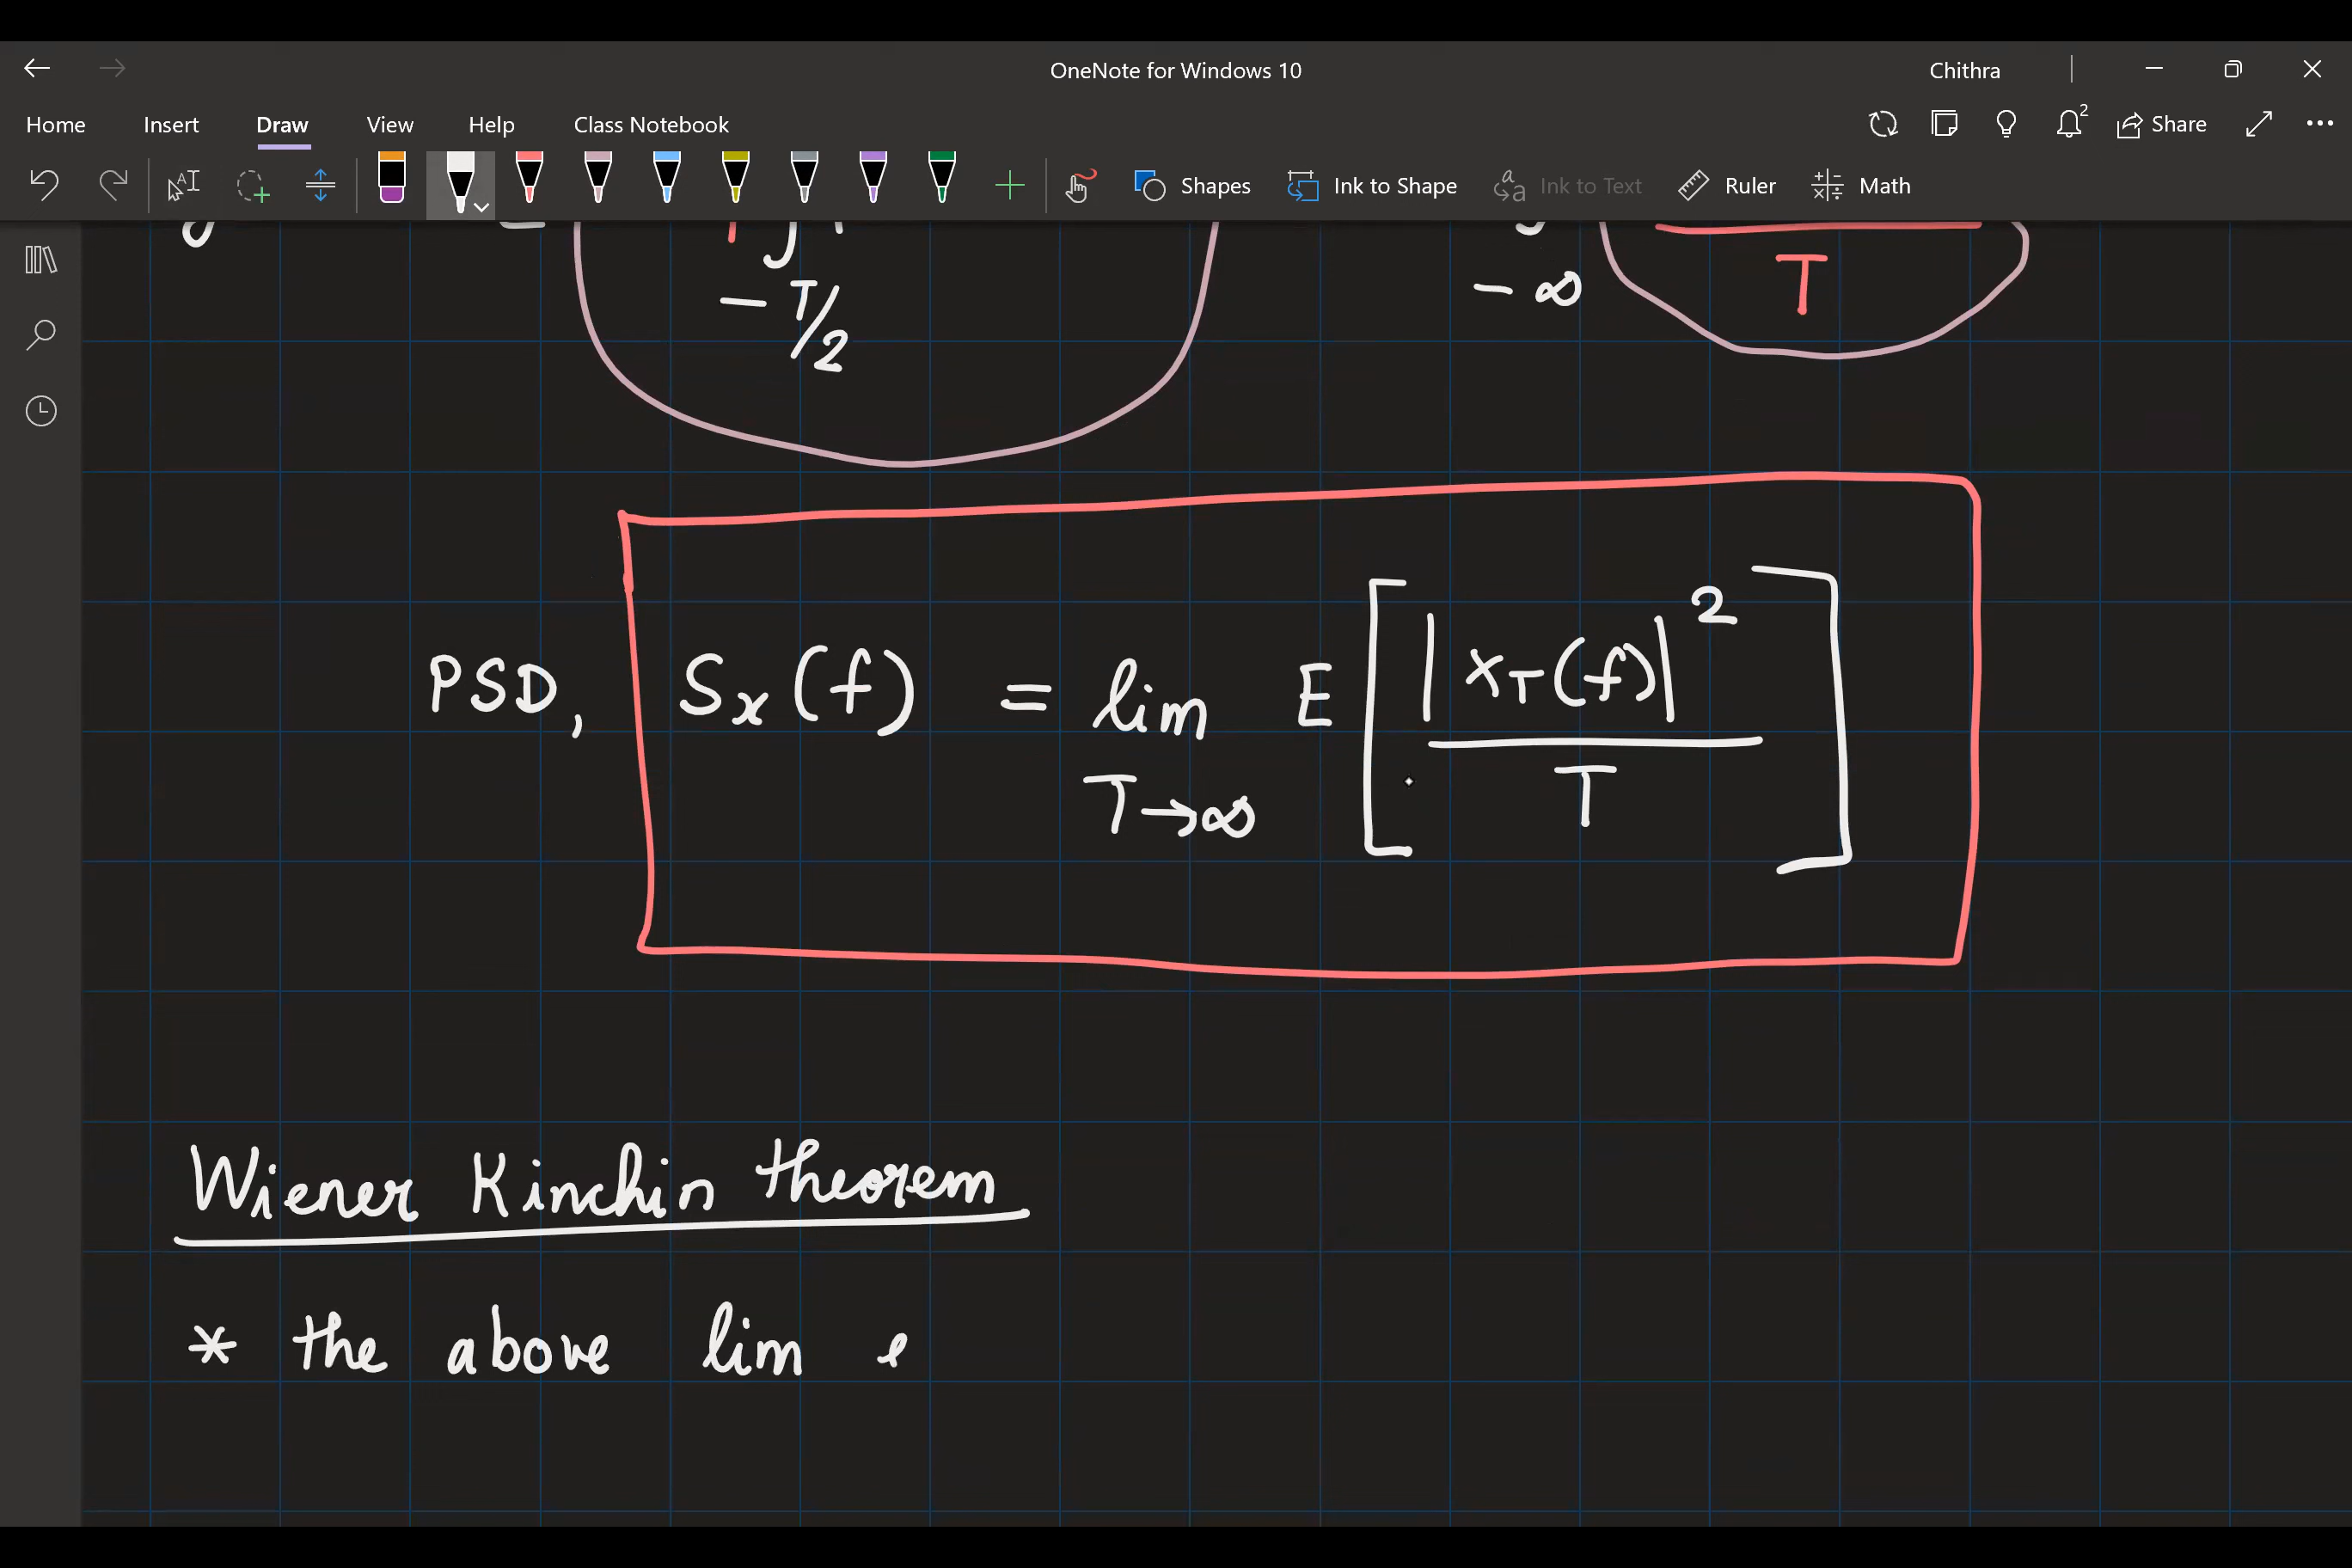 OneNote for Windows 10 Chithra
Home Insert Draw View Help Class Notebook 2 Share
Shapes Ink to Shape Ink to Text Ruler Math
-T/2 -∞ T
PSD, Sx(f) = lim E[|XT(f)|^2 / T]
T→∞
Wiener Kinchin theorem
* the above lim e